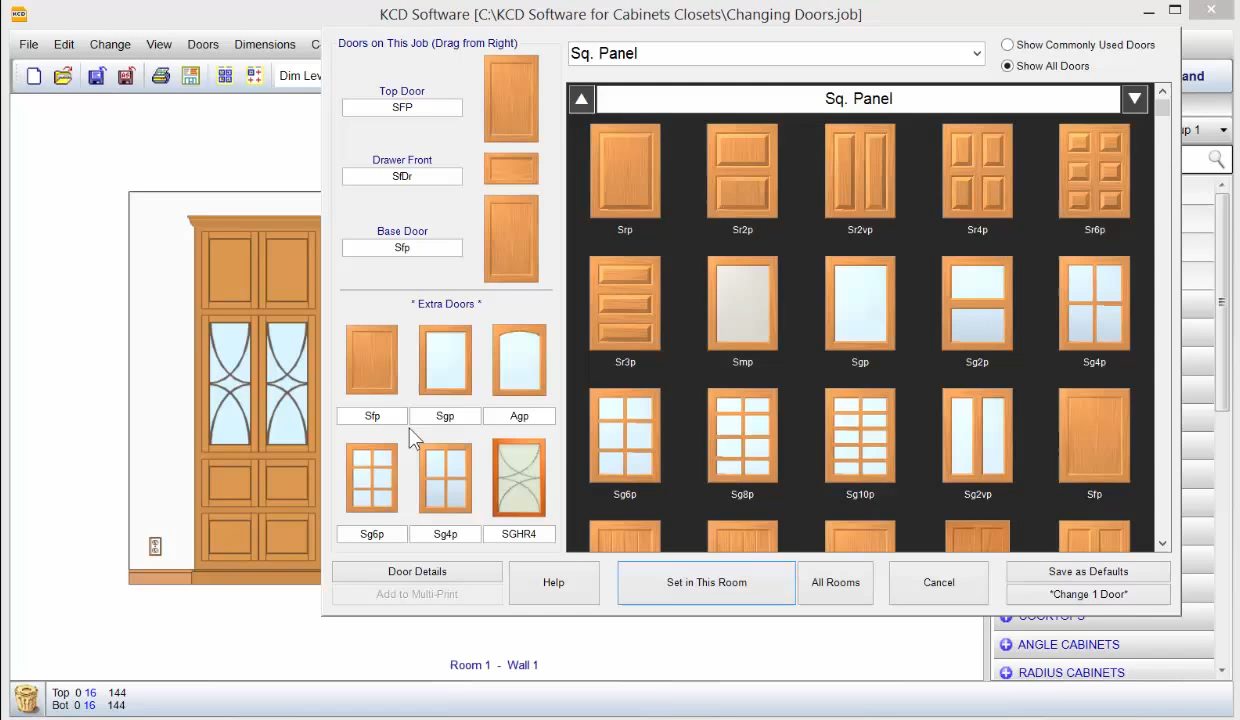 KCD
KCD Software [C:\KCD Software for Cabinets Closets\Changing Doors.job]
File Edit Change View Doors Dimensions C
Dim Lev
and
up 1
Doors on This Job (Drag from Right)
Top Door
SFP
Drawer Front
SfDr
Base Door
Sfp
* Extra Doors *
Sfp Sgp Agp
Sg6p Sg4p SGHR4
Sq. Panel
Show Commonly Used Doors
Show All Doors
Sq. Panel
Srp Sr2p Sr2vp Sr4p Sr6p
Sr3p Smp Sgp Sg2p Sg4p
Sg6p Sg8p Sg10p Sg2vp Sfp
Door Details
Add to Multi-Print
Help
Set in This Room
All Rooms
Cancel
Save as Defaults
*Change 1 Door*
COOKTOPS
ANGLE CABINETS
RADIUS CABINETS
Room 1 - Wall 1
Top 0 16 144
Bot 0 16 144